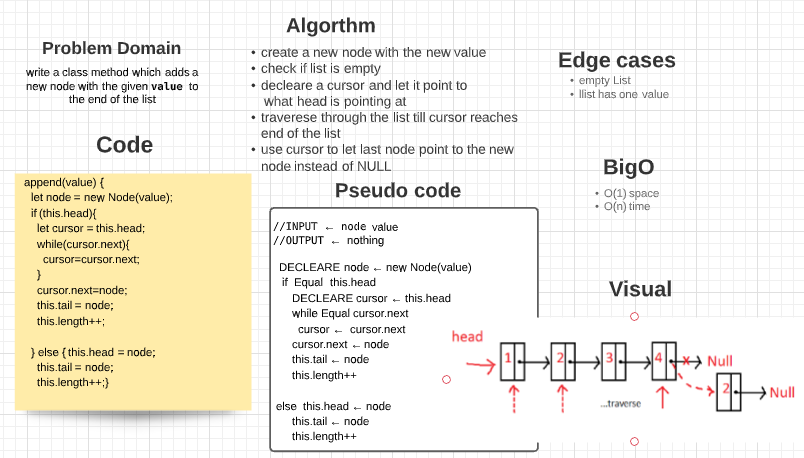 Problem Domain
write a class method which adds a
new node with the given value to
the end of the list
Code
append(value) {
let node = new Node(value);
if (this.head){
let cursor = this.head;
while(cursor.next){
cursor=cursor.next;
}
cursor.next=node;
this.tail = node;
this.length++;
} else { this.head = node;
this.tail = node;
this.length++;}
Algorthm
• create a new node with the new value
• check if list is empty
• decleare a cursor and let it point to
what head is pointing at
• traverese through the list till cursor reaches
end of the list
• use cursor to let last node point to the new
node instead of NULL
Pseudo code
//INPUT ← node value
//OUTPUT ← nothing
DECLEARE node ← new Node(value)
if Equal this.head
DECLEARE cursor ← this.head
while Equal cursor.next
cursor ← cursor.next
cursor.next ← node
this.tail ← node
this.length++
else this.head ← node
this.tail ← node
this.length++
Edge cases
• empty List
• llist has one value
BigO
• O(1) space
• O(n) time
Visual
head
1 2 3 4 x Null
2 Null
...traverse